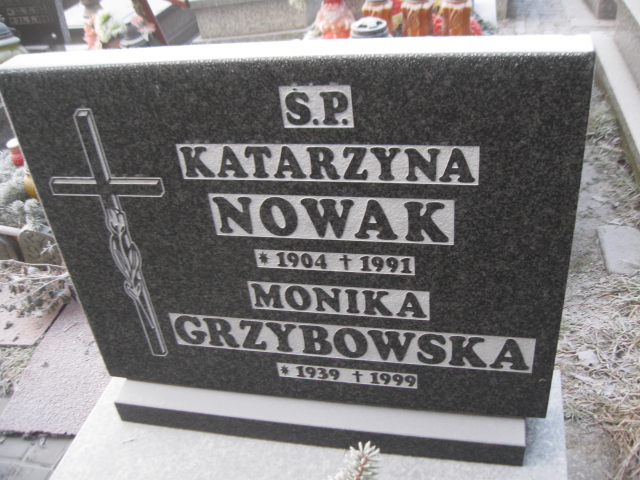 Ś.P.
KATARZYNA
NOWAK
* 1904 † 1991
MONIKA
GRZYBOWSKA
* 1939 † 1999